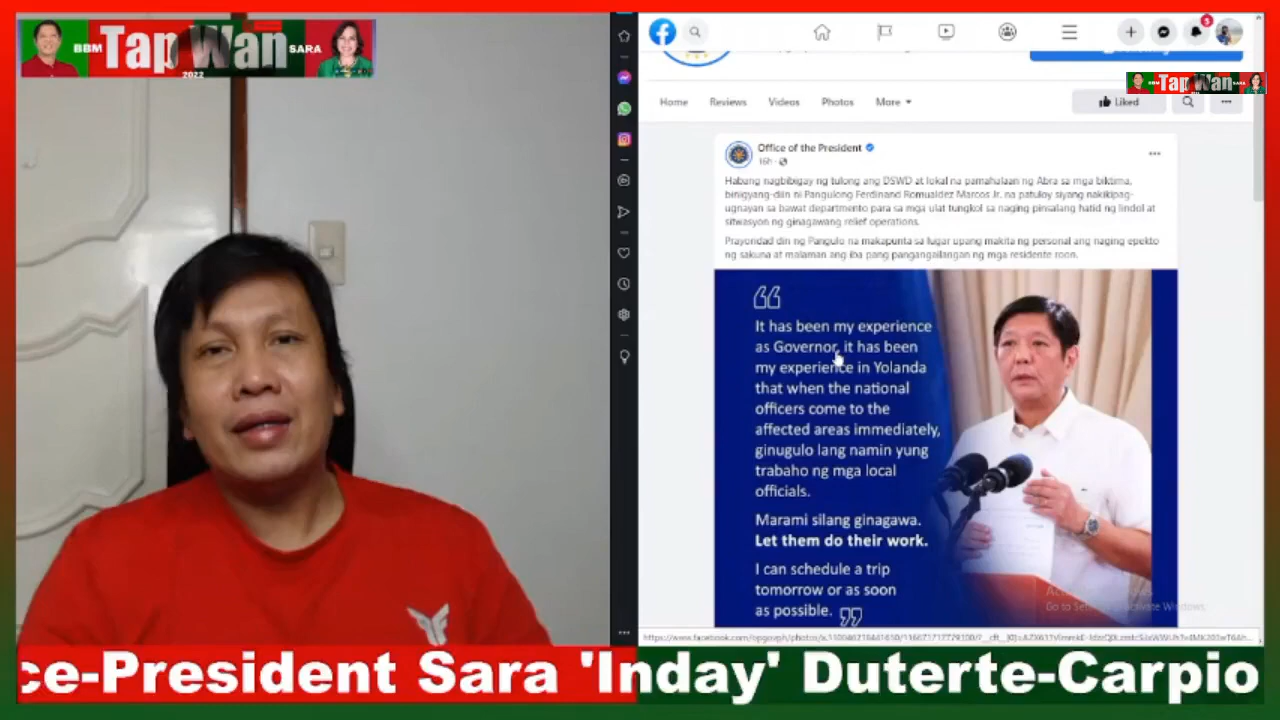 BBM Tap Wan SARA
2022
3
BBM Tap Wan SARA
Home Reviews Videos Photos More Liked
Office of the President
16h
Habang nagbibigay ng tulong ang DSWD at lokal na pamahalaan ng Abra sa mga biktima,
binigyang-diin ni Pangulong Ferdinand Romualdez Marcos Jr. na patuloy siyang nakikipag-
ugnayan sa bawat departmento para sa mga ulat tungkol sa naging pinsalang hatid ng lindol at
sitwasyon ng ginagawang relief operations.
Prayoridad din ng Pangulo na makapunta sa lugar upang makita ng personal ang naging epekto
ng sakuna at malaman ang iba pang pangangailangan ng mga residente roon.
It has been my experience
as Governor, it has been
my experience in Yolanda
that when the national
officers come to the
affected areas immediately,
ginugulo lang namin yung
trabaho ng mga local
officials.
Marami silang ginagawa.
Let them do their work.
I can schedule a trip
tomorrow or as soon
as possible.
ce-President Sara 'Inday' Duterte-Carpio